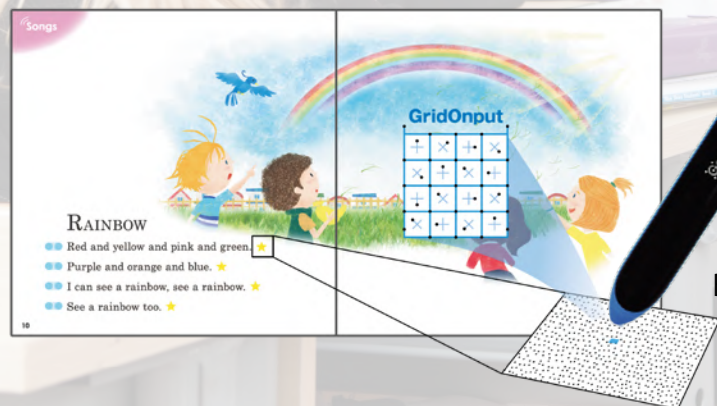 Songs
GridOnput
RAINBOW
Red and yellow and pink and green.
Purple and orange and blue.
I can see a rainbow, see a rainbow.
See a rainbow too.
10